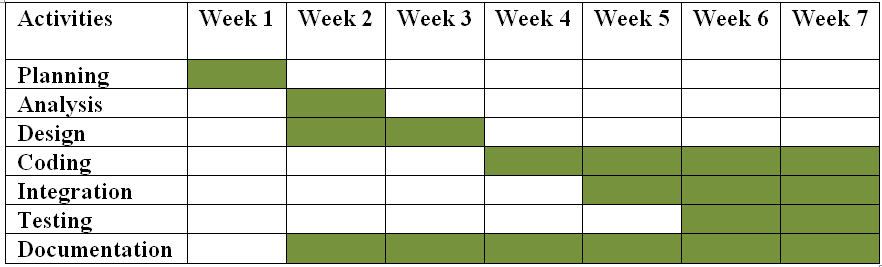 Activities Week 1 Week 2 Week 3 Week 4 Week 5 Week 6 Week 7
Planning
Analysis
Design
Coding
Integration
Testing
Documentation